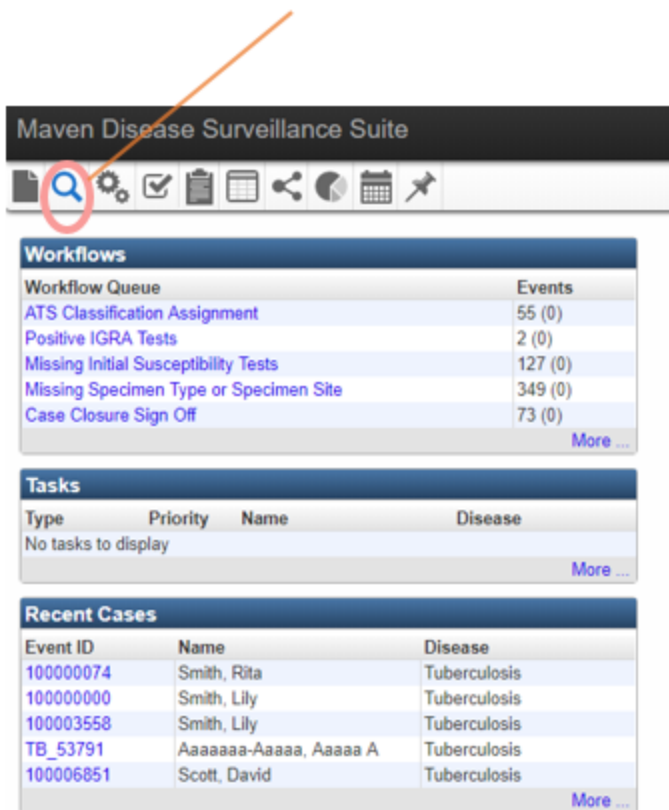 Maven Disease Surveillance Suite
Workflows
Workflow Queue Events
ATS Classification Assignment 55 (0)
Positive IGRA Tests 2 (0)
Missing Initial Susceptibility Tests 127 (0)
Missing Specimen Type or Specimen Site 349 (0)
Case Closure Sign Off 73 (0)
More ...
Tasks
Type Priority Name Disease
No tasks to display
More ...
Recent Cases
Event ID Name Disease
100000074 Smith, Rita Tuberculosis
100000000 Smith, Lily Tuberculosis
100003558 Smith, Lily Tuberculosis
TB_53791 Aaaaaaa-Aaaaa, Aaaaa A Tuberculosis
100006851 Scott, David Tuberculosis
More ...